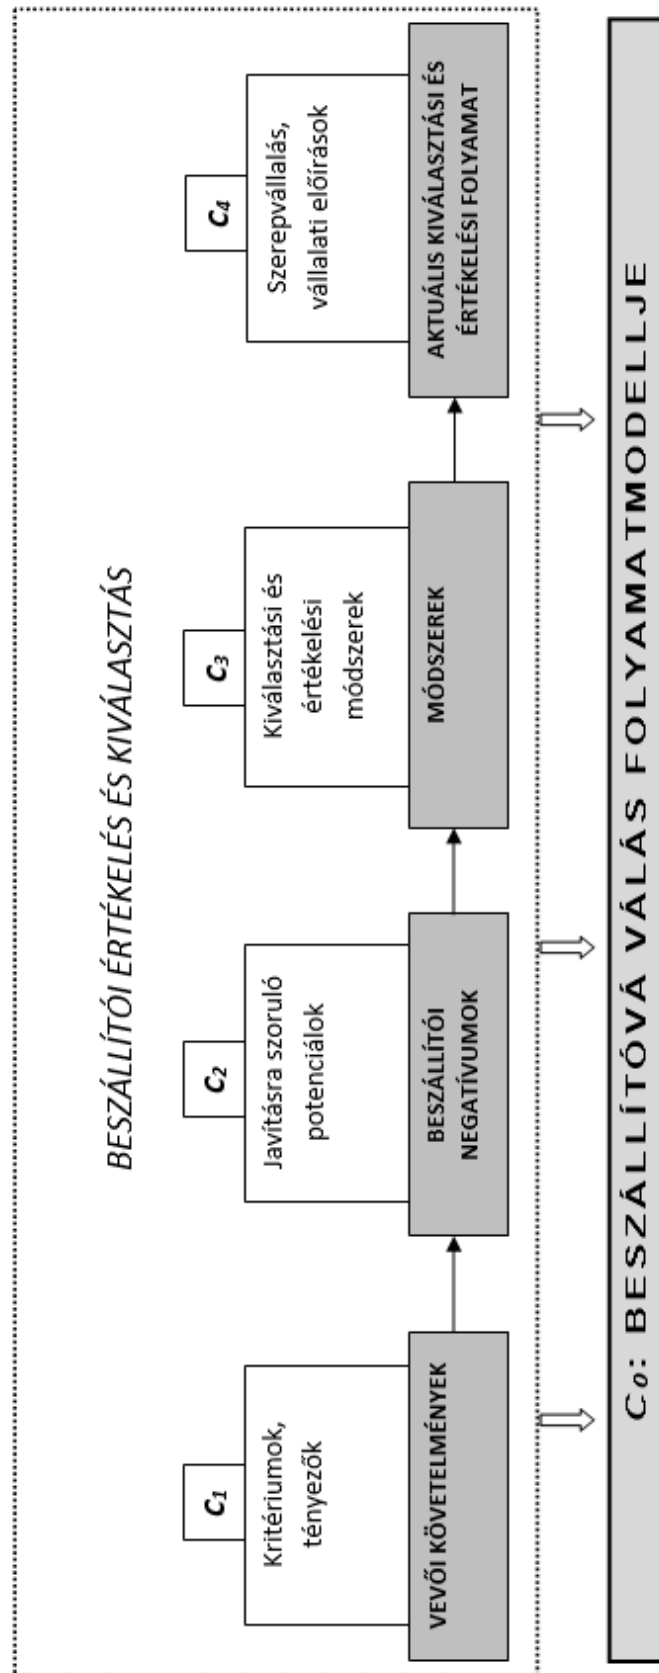 BESZÁLLÍTÓI ÉRTÉKELÉS ÉS KIVÁLASZTÁS
C1
Kritériumok,
tényezők
VEVŐI KÖVETELMÉNYEK
C2
Javításra szoruló
potenciálok
BESZÁLLÍTÓI
NEGATÍVUMOK
C3
Kiválasztási és
értékelési
módszerek
MÓDSZEREK
C4
Szerepvállalás,
vállalati előírások
AKTUÁLIS KIVÁLASZTÁSI ÉS
ÉRTÉKELÉSI FOLYAMAT
C0: BESZÁLLÍTÓVÁ VÁLÁS FOLYAMATMODELLJE